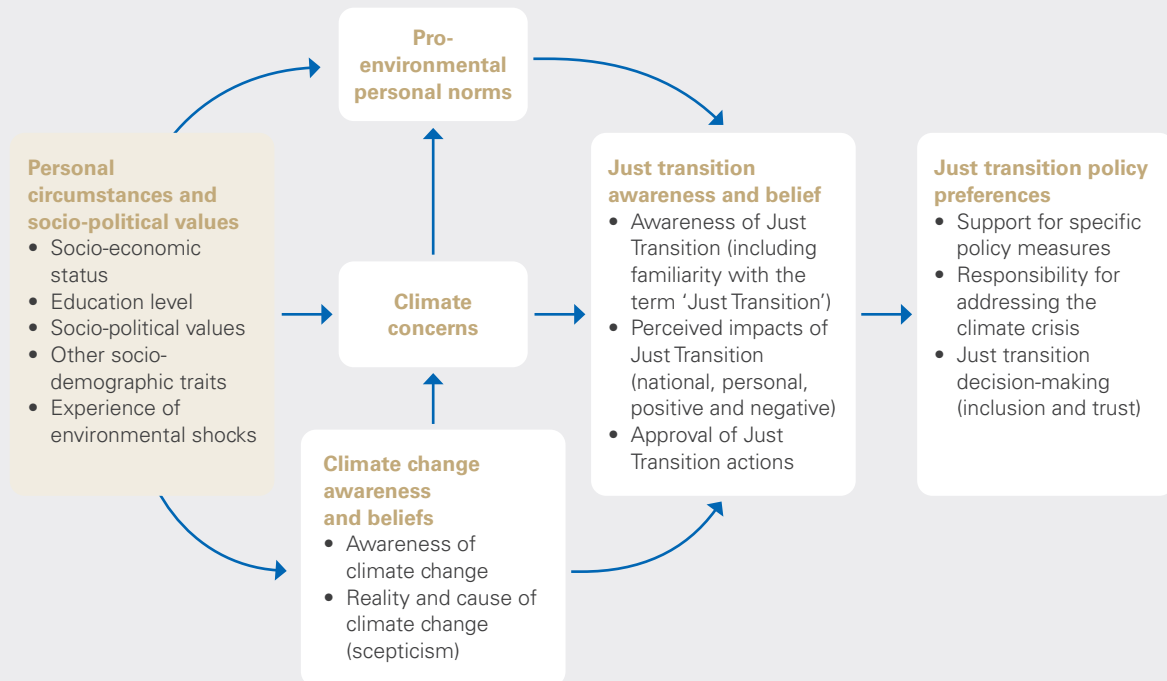 Pro-
environmental
personal norms
Personal
circumstances and
socio-political values
• Socio-economic
status
• Education level
• Socio-political values
• Other socio-
demographic traits
• Experience of
environmental shocks
Climate
concerns
Climate change
awareness
and beliefs
• Awareness of
climate change
• Reality and cause of
climate change
(scepticism)
Just transition
awareness and belief
• Awareness of Just
Transition (including
familiarity with the
term ‘Just Transition’)
• Perceived impacts of
Just Transition
(national, personal,
positive and negative)
• Approval of Just
Transition actions
Just transition policy
preferences
• Support for specific
policy measures
• Responsibility for
addressing the
climate crisis
• Just transition
decision-making
(inclusion and trust)